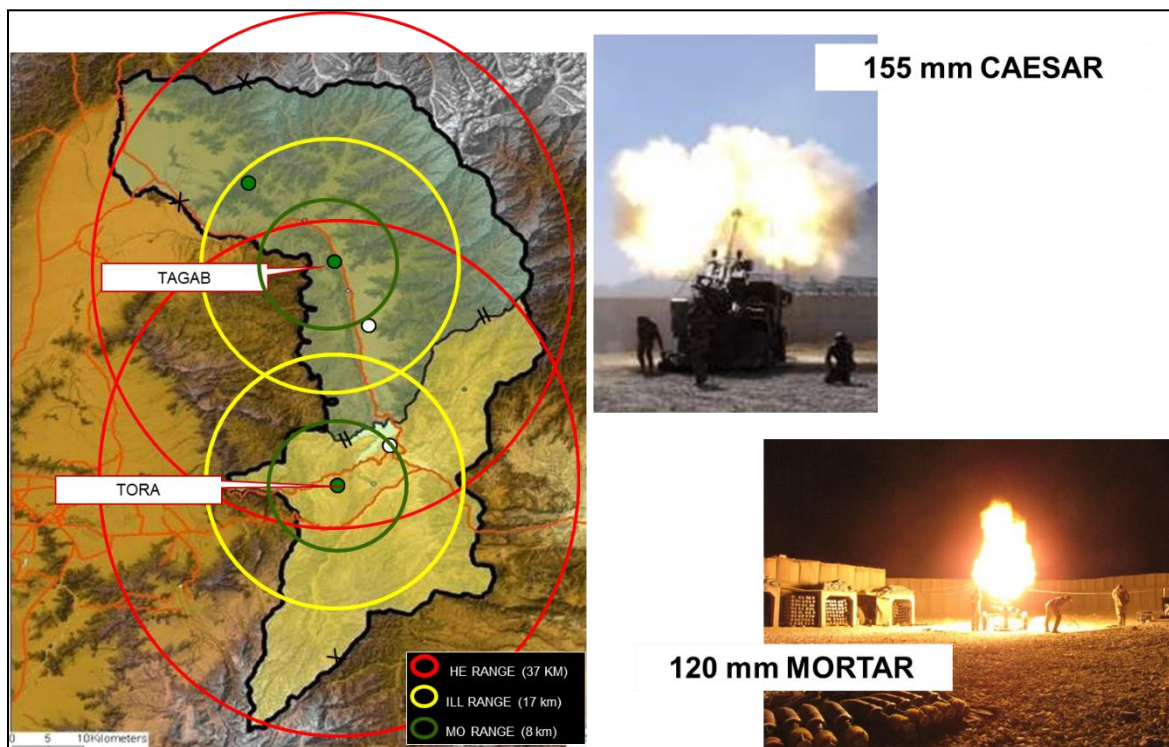 155 mm CAESAR
TAGAB
TORA
HE RANGE (37 KM)
ILL RANGE (17 km)
MO RANGE (8 km)
0 5 10Kilometers
120 mm MORTAR